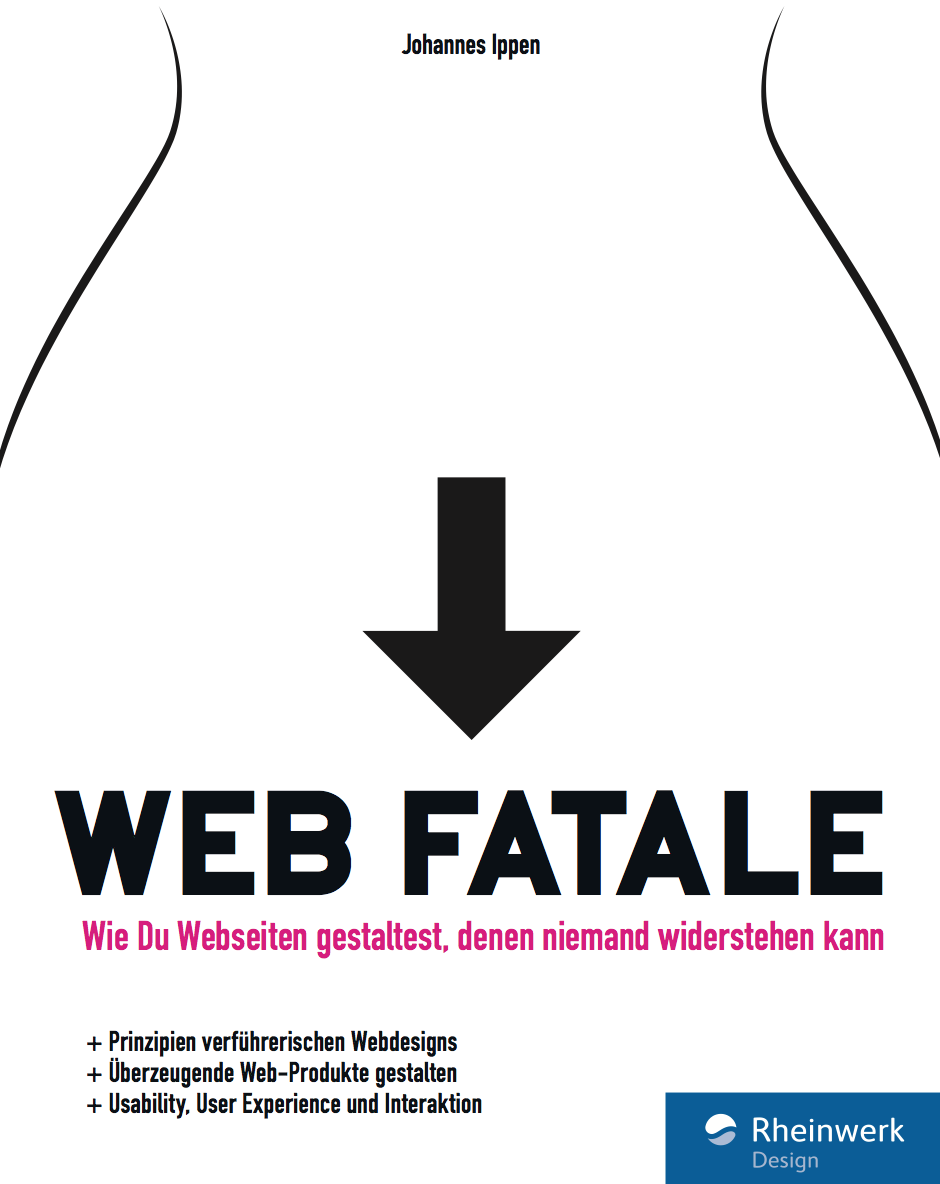 Johannes Ippen
WEB FATALE
Wie Du Webseiten gestaltest, denen niemand widerstehen kann
+ Prinzipien verführerischen Webdesigns
+ Überzeugende Web-Produkte gestalten
+ Usability, User Experience und Interaktion
Rheinwerk
Design